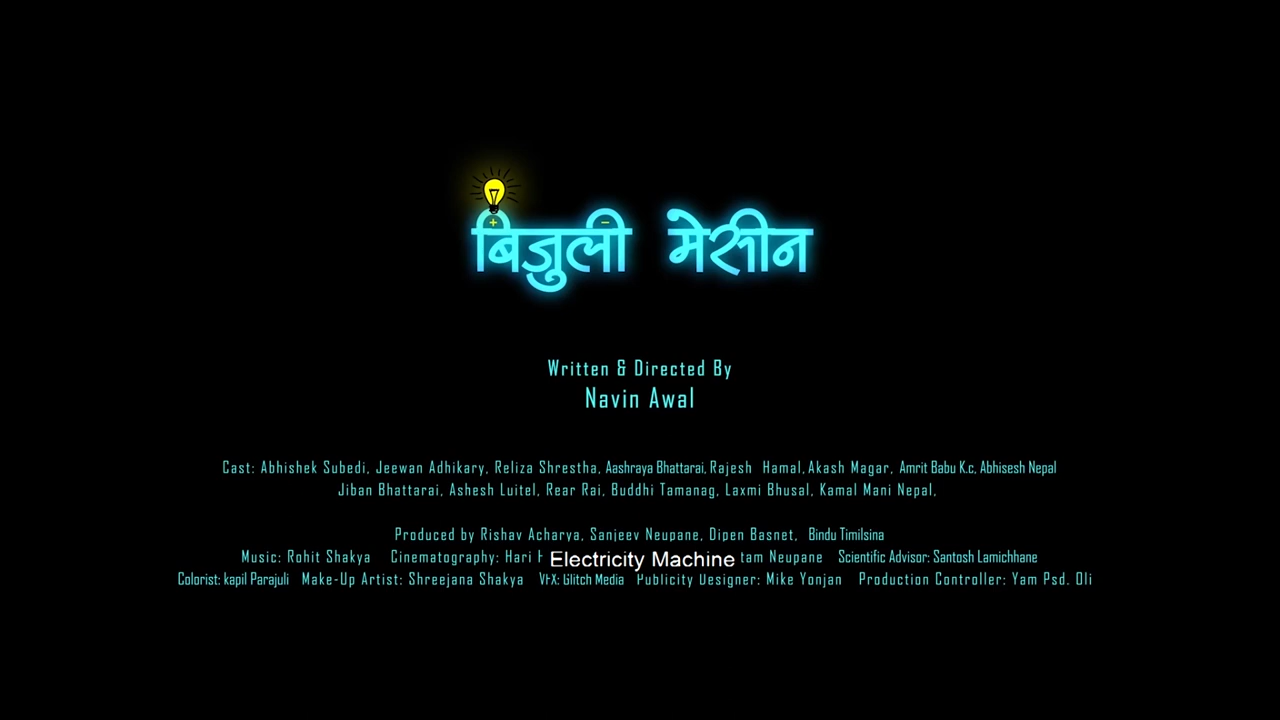 बिजुली मेसीन
Written & Directed By
Navin Awal
Cast: Abhishek Subedi, Jeewan Adhikary, Reliza Shrestha, Aashraya Bhattarai, Rajesh Hamal, Akash Magar, Amrit Babu K.c, Abhisesh Nepal
Jiban Bhattarai, Ashesh Luitel, Rear Rai, Buddhi Tamanag, Laxmi Bhusal, Kamal Mani Nepal,
Produced by Rishav Acharya, Sanjeev Neupane, Dipen Basnet, Bindu Timilsina
Music: Rohit Shakya Cinematography: Hari Electricity Machine Neupane Scientific Advisor: Santosh Lamichhane
Colorist: kapil Parajuli Make-Up Artist: Shreejana Shakya VFX: Glitch Media Publicity Designer: Mike Yonjan Production Controller: Yam Psd. Oli